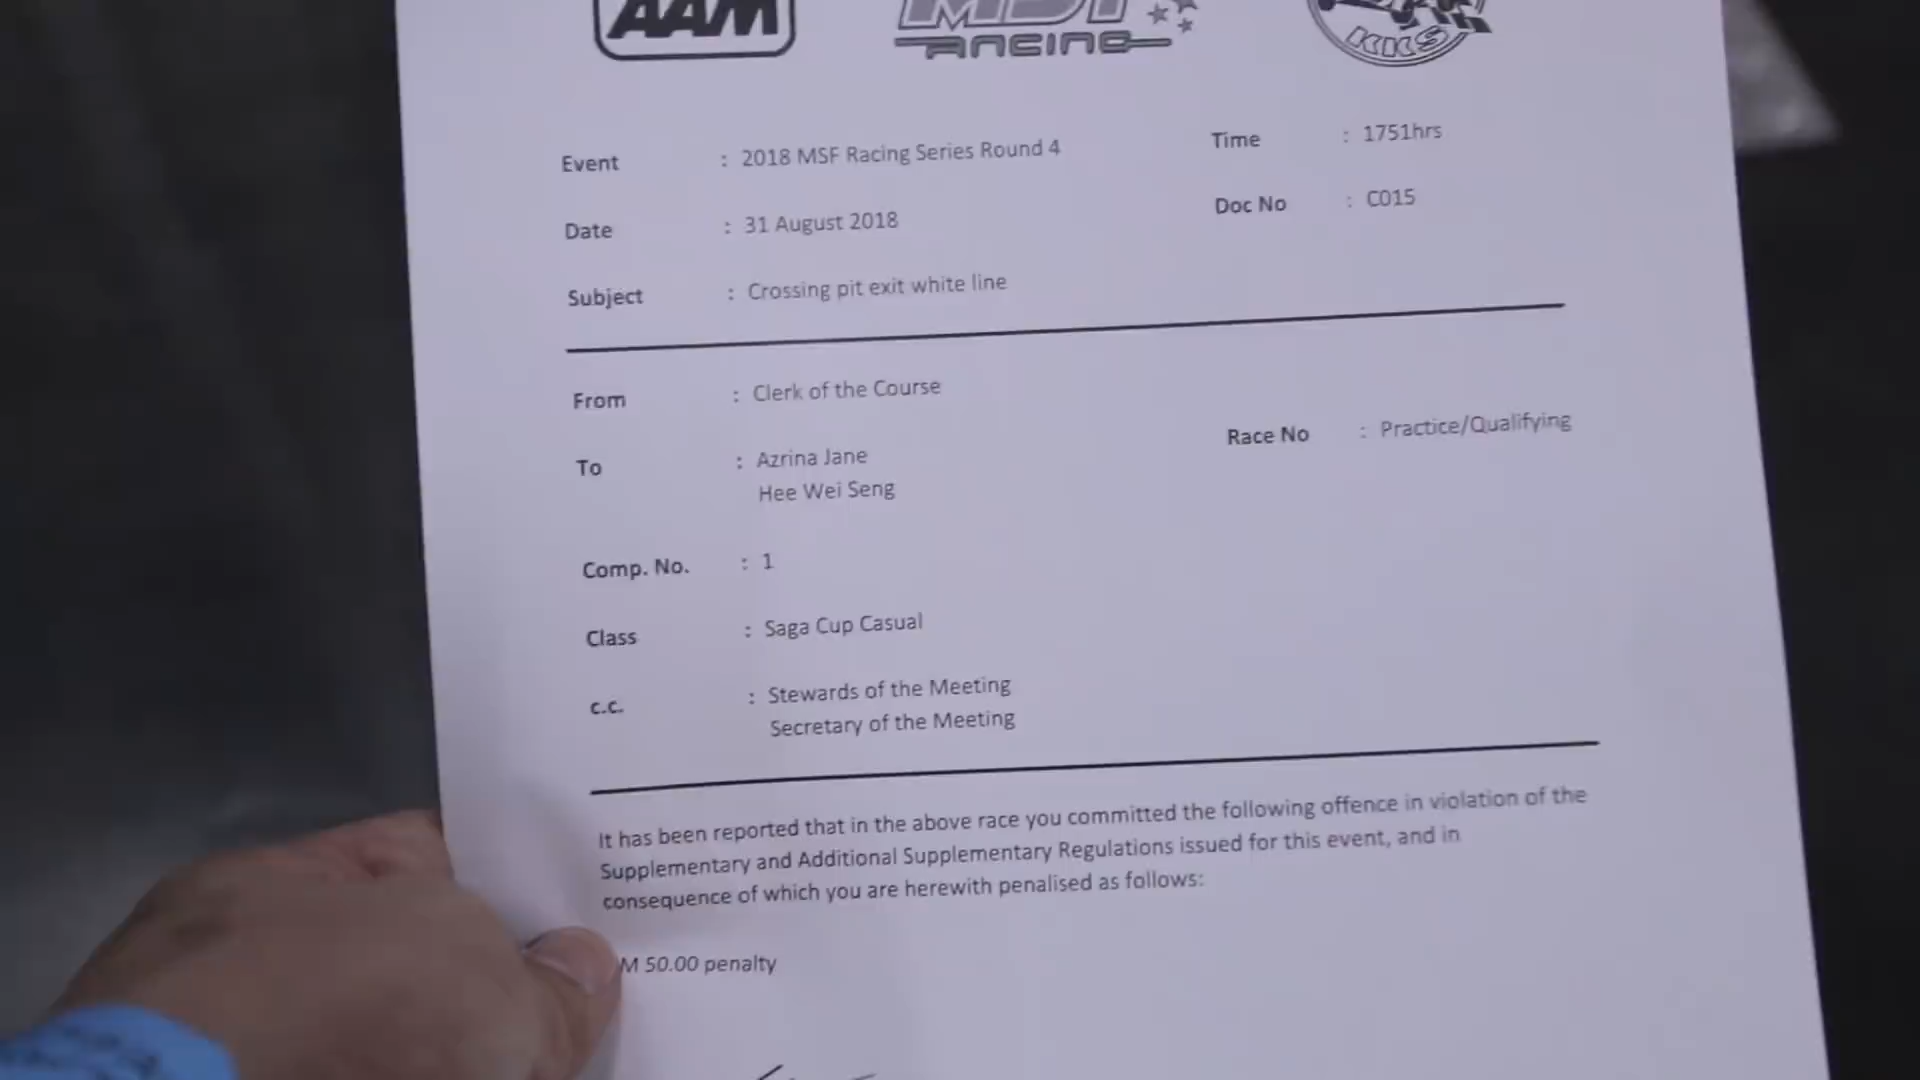 AAM
MSF
RACING
KKS
Event : 2018 MSF Racing Series Round 4
Time : 1751hrs
Date : 31 August 2018
Doc No : C015
Subject : Crossing pit exit white line
From : Clerk of the Course
Race No : Practice/Qualifying
To : Azrina Jane
Hee Wei Seng
Comp. No. : 1
Class : Saga Cup Casual
c.c. : Stewards of the Meeting
Secretary of the Meeting
It has been reported that in the above race you committed the following offence in violation of the
Supplementary and Additional Supplementary Regulations issued for this event, and in
consequence of which you are herewith penalised as follows:
M 50.00 penalty